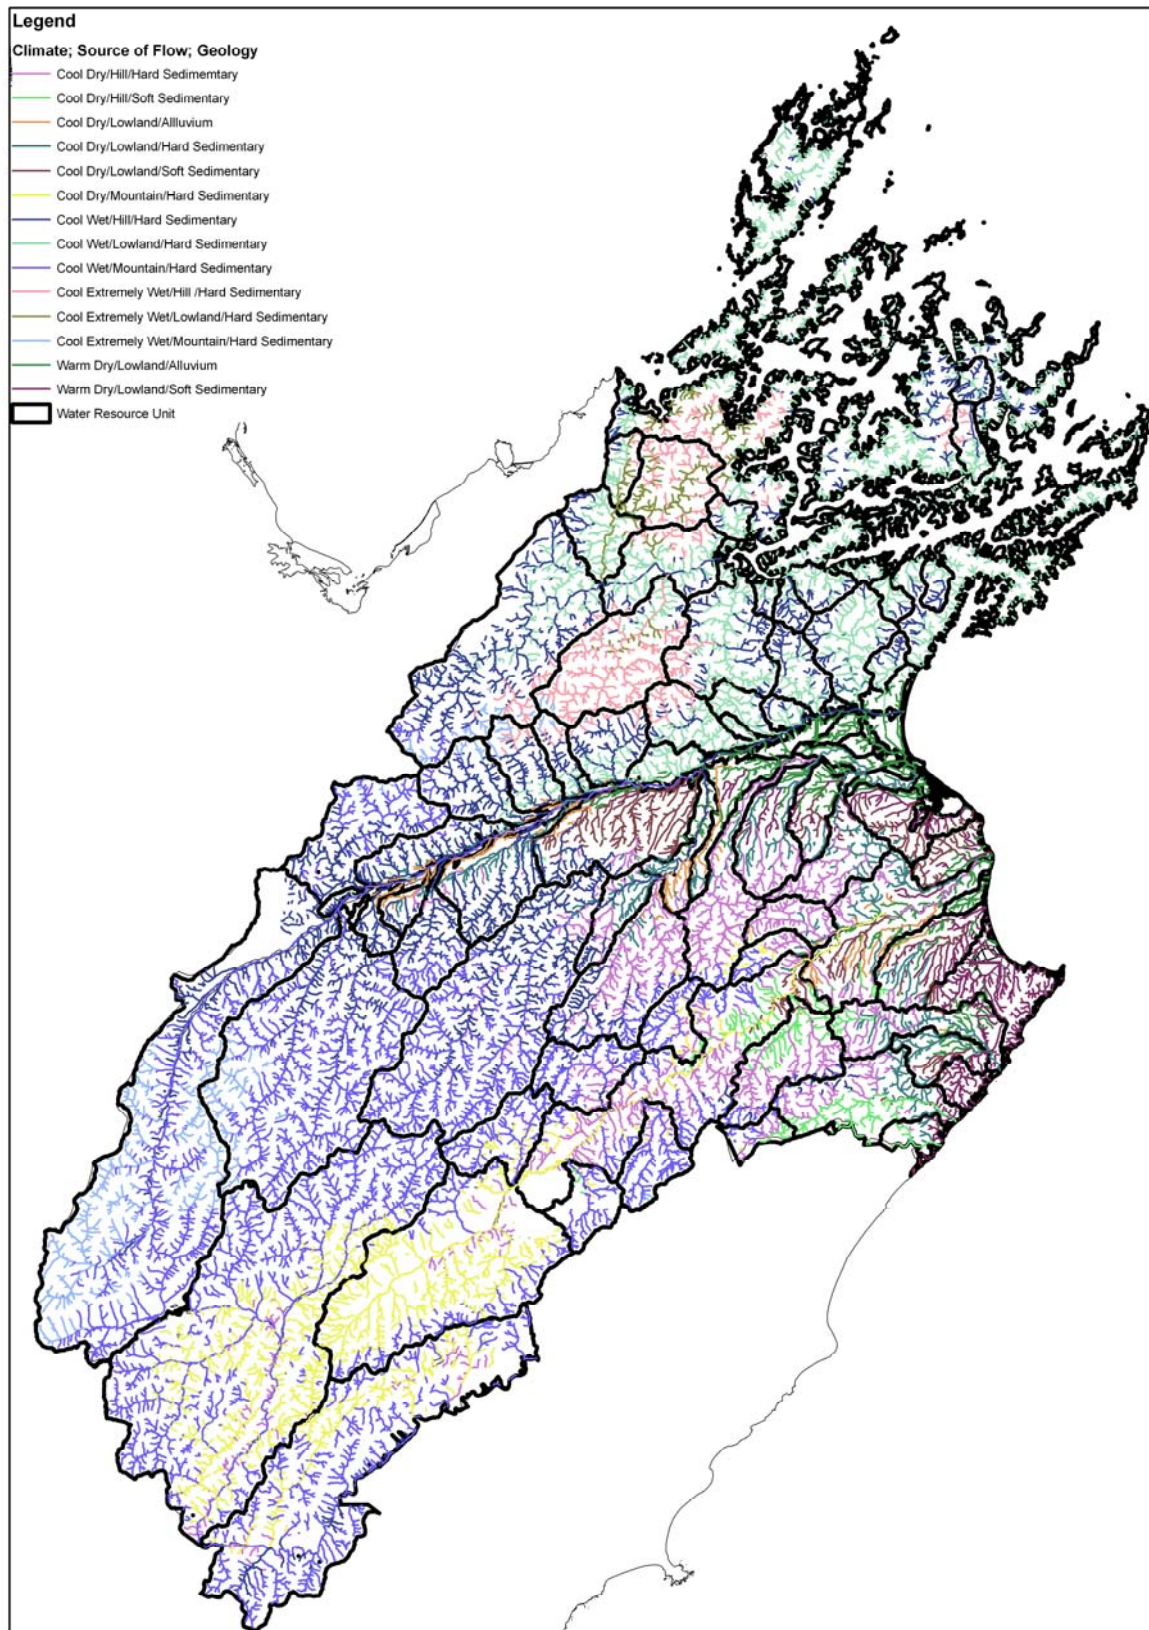 Legend
Climate; Source of Flow; Geology
Cool Dry/Hill/Hard Sedimemtary
Cool Dry/Hill/Soft Sedimentary
Cool Dry/Lowland/Allluvium
Cool Dry/Lowland/Hard Sedimentary
Cool Dry/Lowland/Soft Sedimentary
Cool Dry/Mountain/Hard Sedimentary
Cool Wet/Hill/Hard Sedimentary
Cool Wet/Lowland/Hard Sedimentary
Cool Wet/Mountain/Hard Sedimentary
Cool Extremely Wet/Hill /Hard Sedimentary
Cool Extremely Wet/Lowland/Hard Sedimentary
Cool Extremely Wet/Mountain/Hard Sedimentary
Warm Dry/Lowland/Alluvium
Warm Dry/Lowland/Soft Sedimentary
Water Resource Unit